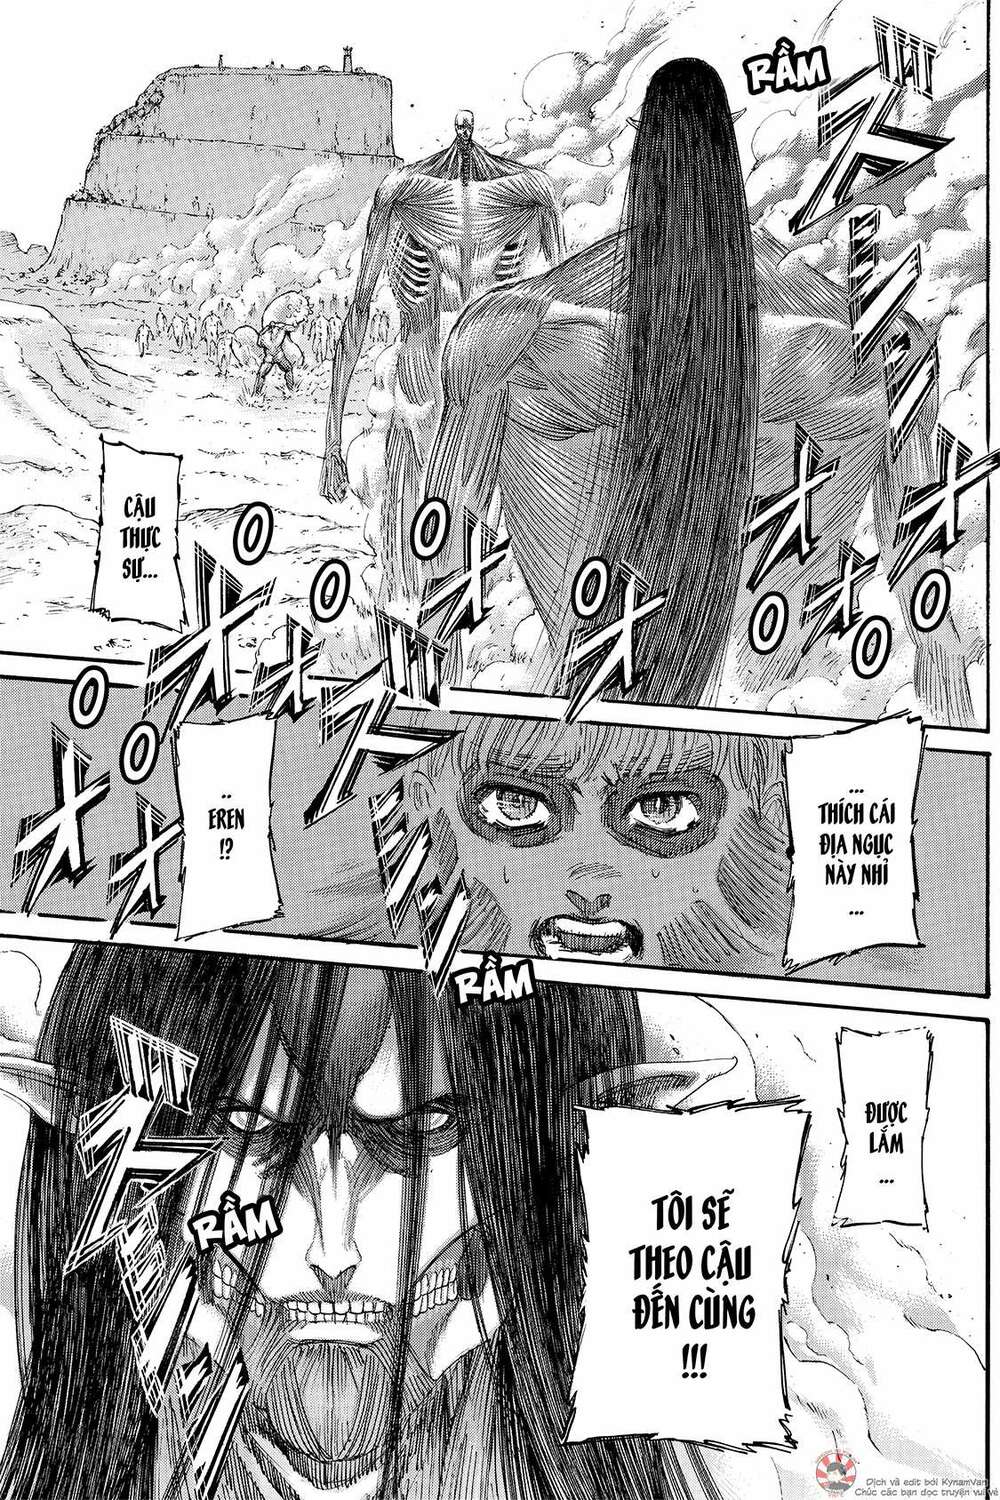 RẦM
CẬU
THỰC
SỰ...
O
O
O
O
O
O
O
O
O
O
O
...
THÍCH CÁI
ĐỊA NGỤC
NÀY NHỈ
...
..
EREN
!?
RẦM
ĐƯỢC
LẮM
...
TÔI SẼ
THEO CẬU
ĐẾN CÙNG
!!!
RẦM
Dịch và edit bởi KynamVan
Chúc các bạn đọc truyện vui vẻ